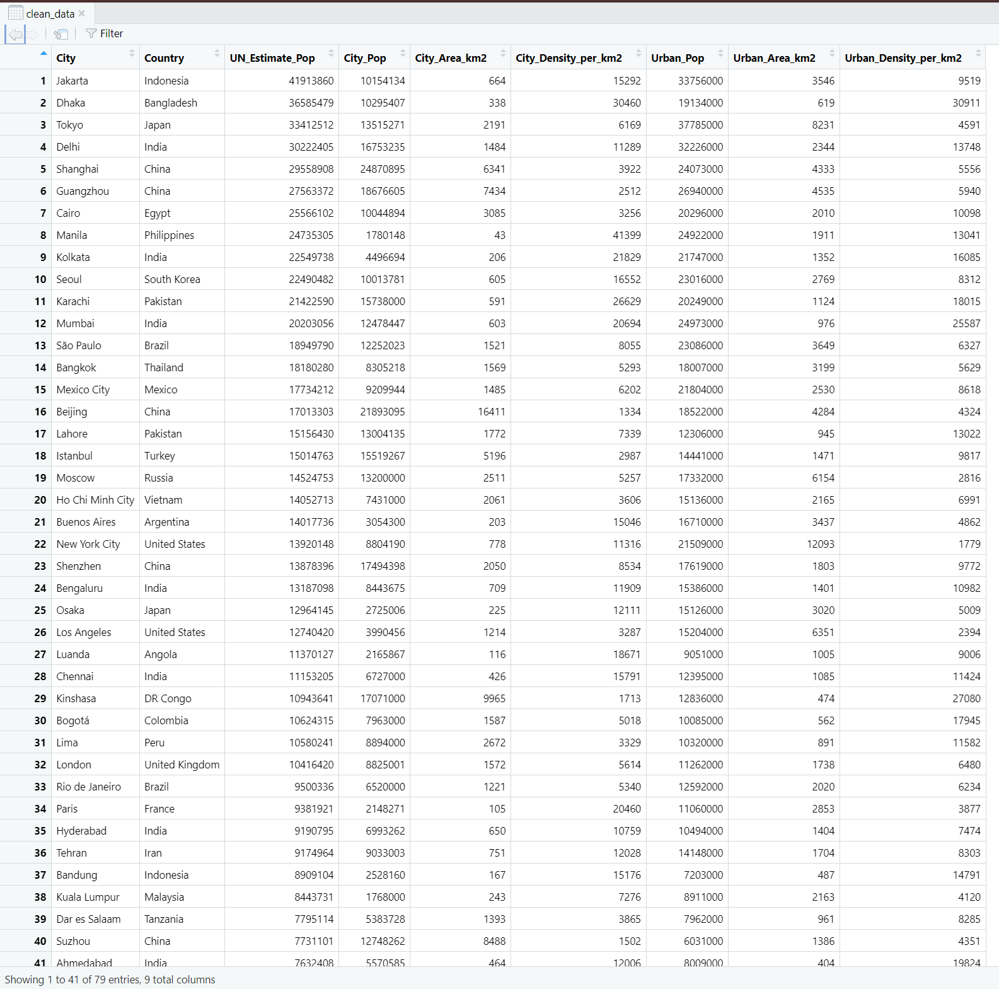 clean_data
Filter
City Country UN_Estimate_Pop City_Pop City_Area_km2 City_Density_per_km2 Urban_Pop Urban_Area_km2 Urban_Density_per_km2
1 Jakarta Indonesia 41913860 10154134 664 15292 33756000 3546 9519
2 Dhaka Bangladesh 36585479 10295407 338 30460 19134000 619 30911
3 Tokyo Japan 33412512 13515271 2191 6169 37785000 8231 4591
4 Delhi India 30222405 16753235 1484 11289 32226000 2344 13748
5 Shanghai China 29558908 24870895 6341 3922 24073000 4333 5556
6 Guangzhou China 27563372 18676605 7434 2512 26940000 4535 5940
7 Cairo Egypt 25566102 10044894 3085 3256 20296000 2010 10098
8 Manila Philippines 24735305 1780148 43 41399 24922000 1911 13041
9 Kolkata India 22549738 4496694 206 21829 21747000 1352 16085
10 Seoul South Korea 22490482 10013781 605 16552 23016000 2769 8312
11 Karachi Pakistan 21422590 15738000 591 26629 20249000 1124 18015
12 Mumbai India 20203056 12478447 603 20694 24973000 976 25587
13 São Paulo Brazil 18949790 12252023 1521 8055 23086000 3649 6327
14 Bangkok Thailand 18180280 8305218 1569 5293 18007000 3199 5629
15 Mexico City Mexico 17734212 9209944 1485 6202 21804000 2530 8618
16 Beijing China 17013303 21893095 16411 1334 18522000 4284 4324
17 Lahore Pakistan 15156430 13004135 1772 7339 12306000 945 13022
18 Istanbul Turkey 15014763 15519267 5196 2987 14441000 1471 9817
19 Moscow Russia 14524753 13200000 2511 5257 17332000 6154 2816
20 Ho Chi Minh City Vietnam 14052713 7431000 2061 3606 15136000 2165 6991
21 Buenos Aires Argentina 14017736 3054300 203 15046 16710000 3437 4862
22 New York City United States 13920148 8804190 778 11316 21509000 12093 1779
23 Shenzhen China 13878396 17494398 2050 8534 17619000 1803 9772
24 Bengaluru India 13187098 8443675 709 11909 15386000 1401 10982
25 Osaka Japan 12964145 2725006 225 12111 15126000 3020 5009
26 Los Angeles United States 12740420 3990456 1214 3287 15204000 6351 2394
27 Luanda Angola 11370127 2165867 116 18671 9051000 1005 9006
28 Chennai India 11153205 6727000 426 15791 12395000 1085 11424
29 Kinshasa DR Congo 10943641 17071000 9965 1713 12836000 474 27080
30 Bogotá Colombia 10624315 7963000 1587 5018 10085000 562 17945
31 Lima Peru 10580241 8894000 2672 3329 10320000 891 11582
32 London United Kingdom 10416420 8825001 1572 5614 11262000 1738 6480
33 Rio de Janeiro Brazil 9500336 6520000 1221 5340 12592000 2020 6234
34 Paris France 9381921 2148271 105 20460 11060000 2853 3877
35 Hyderabad India 9190795 6993262 650 10759 10494000 1404 7474
36 Tehran Iran 9174964 9033003 751 12028 14148000 1704 8303
37 Bandung Indonesia 8909104 2528160 167 15176 7203000 487 14791
38 Kuala Lumpur Malaysia 8443731 1768000 243 7276 8911000 2163 4120
39 Dar es Salaam Tanzania 7795114 5383728 1393 3865 7962000 961 8285
40 Suzhou China 7731101 12748262 8488 1502 6031000 1386 4351
41 Ahmedabad India 7632408 5570585 464 12006 8009000 404 19824
Showing 1 to 41 of 79 entries, 9 total columns